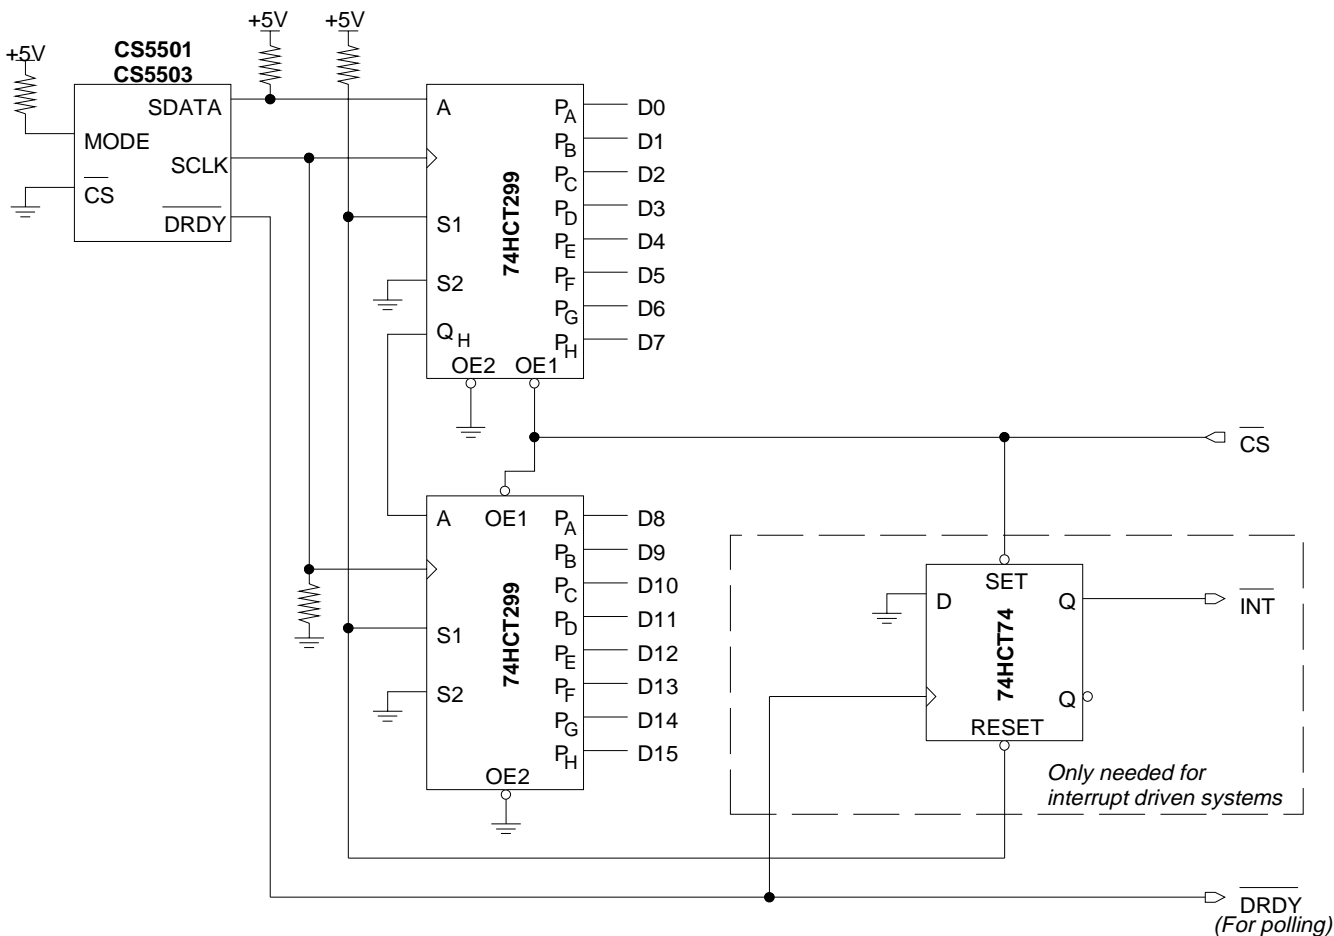 +5V
+5V
+5V
CS5501
CS5503
SDATA
MODE
SCLK
CS
DRDY
A
S1
S2
QH
OE2
OE1
74HCT299
PA
D0
PB
D1
PC
D2
PD
D3
PE
D4
PF
D5
PG
D6
PH
D7
CS
A
OE1
S1
S2
OE2
74HCT299
PA
D8
PB
D9
PC
D10
PD
D11
PE
D12
PF
D13
PG
D14
PH
D15
SET
D
Q
INT
74HCT74
Q
RESET
Only needed for
interrupt driven systems
DRDY
(For polling)